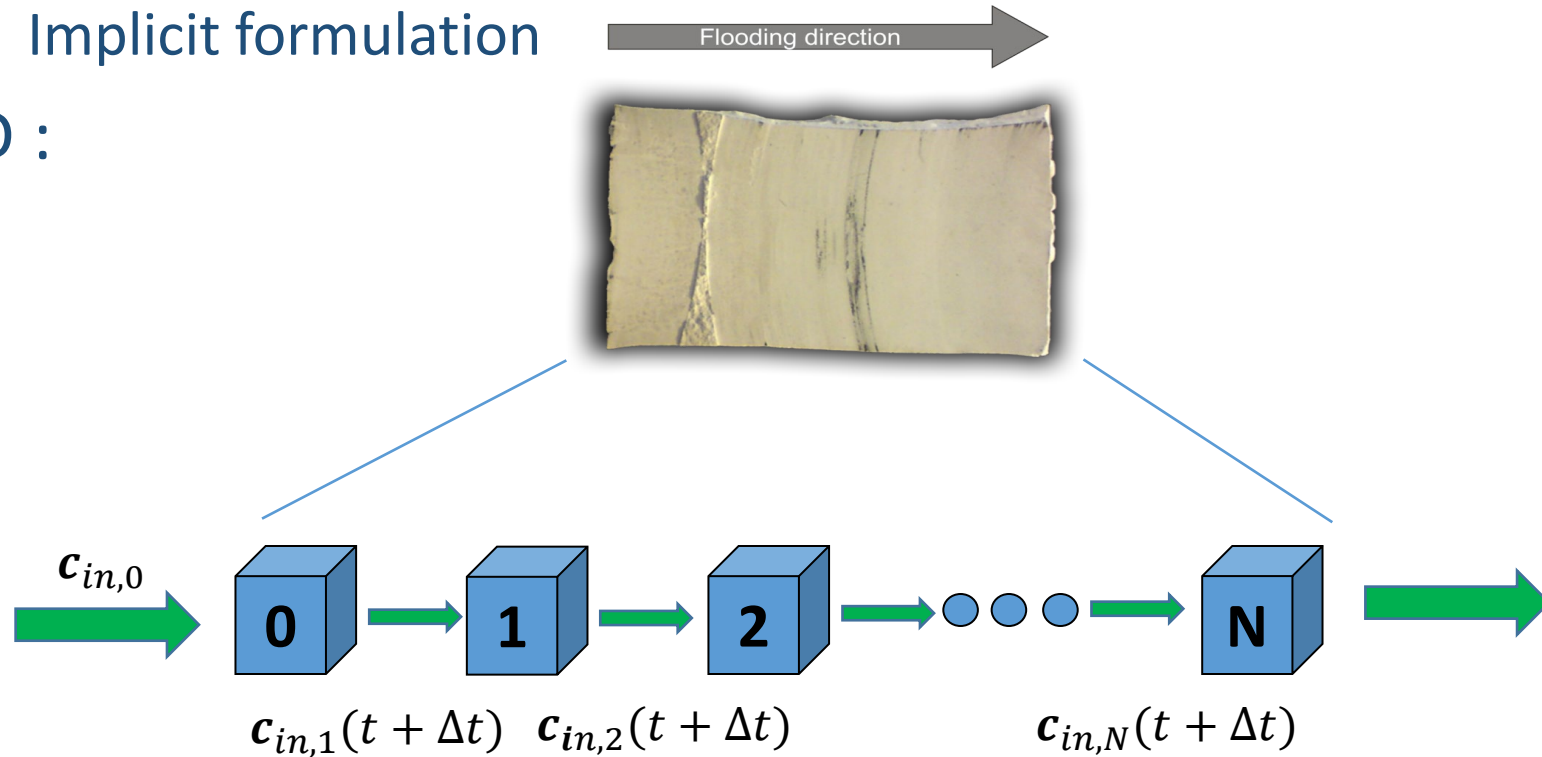 Implicit formulation
Flooding direction
:
c_{in,0}
0 1 2 N
c_{in,1}(t + Δt) c_{in,2}(t + Δt) c_{in,N}(t + Δt)